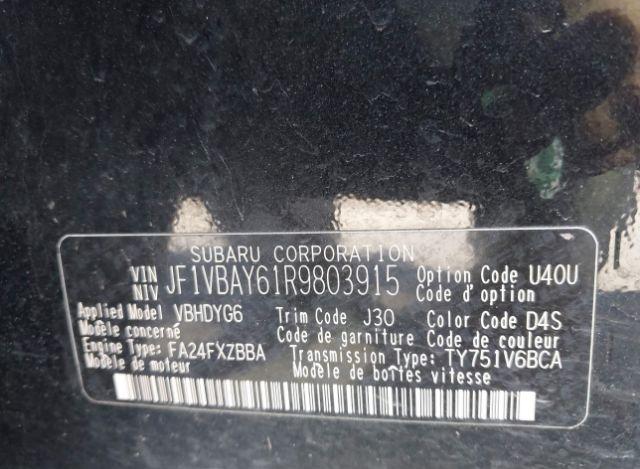 SUBARU CORPORATION
VIN NIV JF1VBAY61R9803915 Option Code U40U
Code d'option
Applied Model VBHDYG6 Trim Code J30 Color Code D4S
Modèle concerné Code de garniture Code de couleur
Engine Type: FA24FXZBBA Transmission Type: TY751V6BCA
Modèle de moteur Modèle de boîtes vitesse